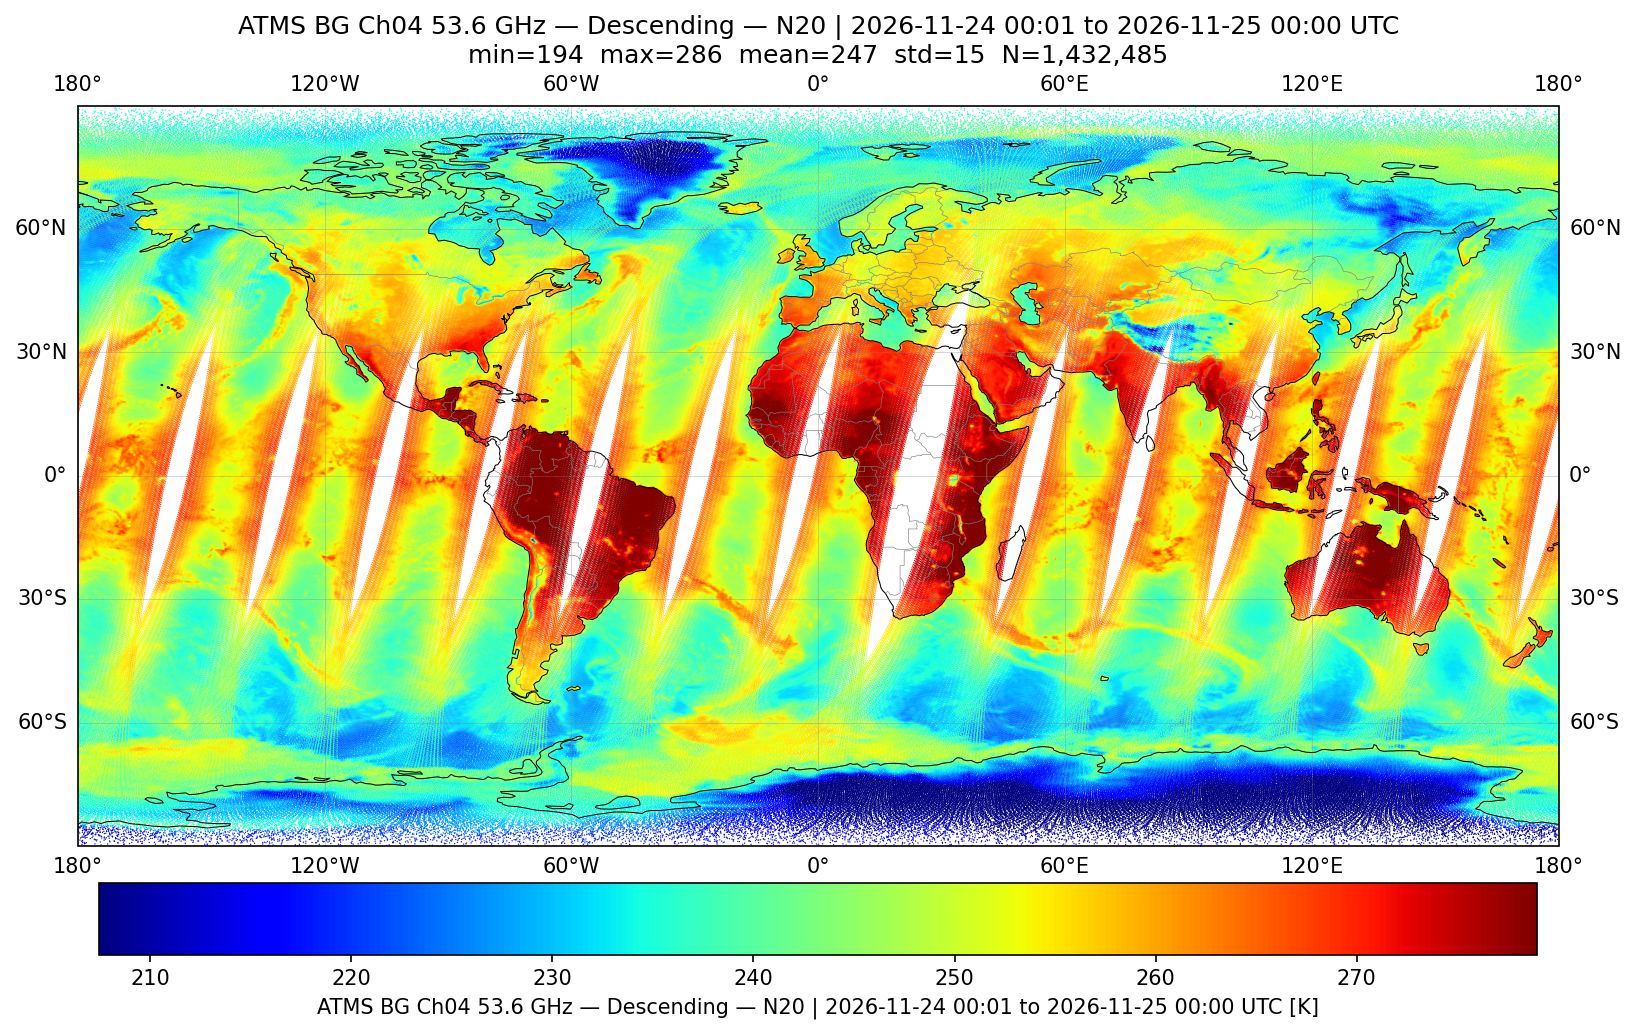 ATMS BG Ch04 53.6 GHz — Descending — N20 | 2026-11-24 00:01 to 2026-11-25 00:00 UTC
min=194 max=286 mean=247 std=15 N=1,432,485
180° 120°W 60°W 0° 60°E 120°E 180°
60°N 60°N
30°N 30°N
0° 0°
30°S 30°S
60°S 60°S
180° 120°W 60°W 0° 60°E 120°E 180°
210 220 230 240 250 260 270
ATMS BG Ch04 53.6 GHz — Descending — N20 | 2026-11-24 00:01 to 2026-11-25 00:00 UTC [K]